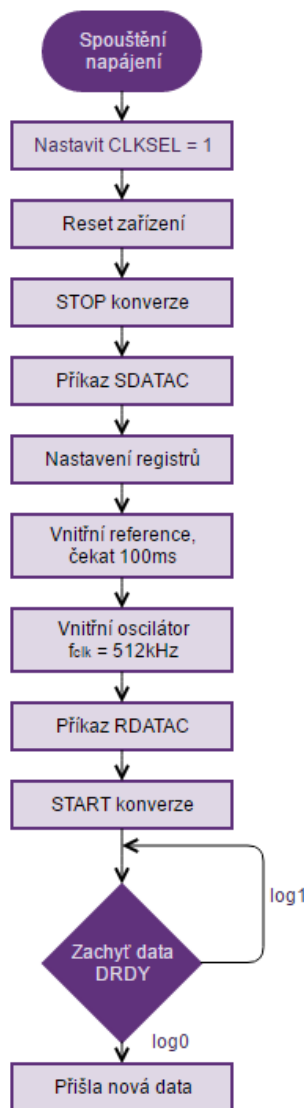 Spouštění
napájení
Nastavit CLKSEL = 1
Reset zařízení
STOP konverze
Příkaz SDATAC
Nastavení registrů
Vnitřní reference,
čekat 100ms
Vnitřní oscilátor
fclk = 512kHz
Příkaz RDATAC
START konverze
log1
Zachyť data
DRDY
log0
Přišla nová data